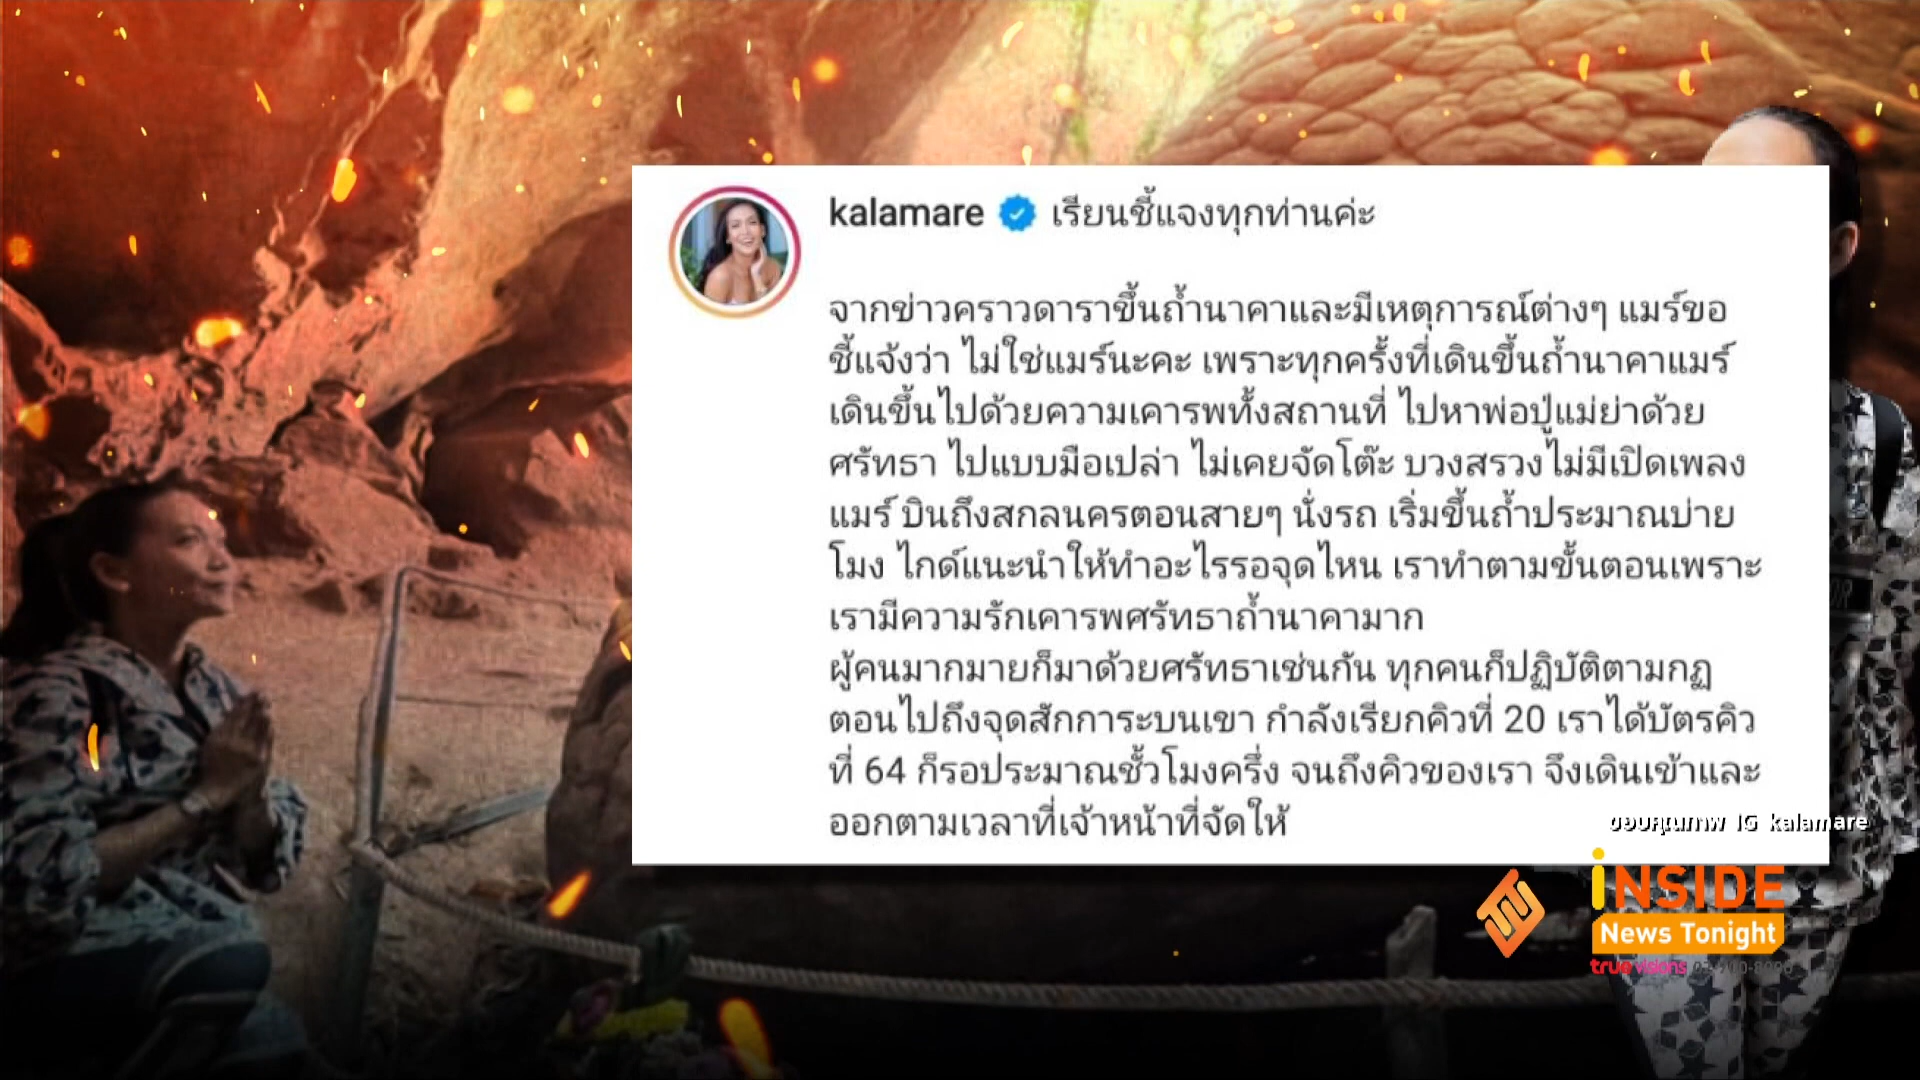 kalamare เรียนชี้แจงทุกท่านค่ะ
จากข่าวคราวดาราขึ้นถ้ำนาคาและมีเหตุการณ์ต่างๆ แมร์ขอ
ชี้แจ้งว่า ไม่ใช่แมร์นะคะ เพราะทุกครั้งที่เดินขึ้นถ้ำนาคาแมร์
เดินขึ้นไปด้วยความเคารพทั้งสถานที่ ไปหาพ่อปู่แม่ย่าด้วย
ศรัทธา ไปแบบมือเปล่า ไม่เคยจัดโต๊ะ บวงสรวงไม่มีเปิดเพลง
แมร์ บินถึงสกลนครตอนสายๆ นั่งรถ เริ่มขึ้นถ้ำประมาณบ่าย
โมง ไกด์แนะนำให้ทำอะไรรอจุดไหน เราทำตามขั้นตอนเพราะ
เรามีความรักเคารพศรัทธาถ้ำนาคามาก
ผู้คนมากมายก็มาด้วยศรัทธาเช่นกัน ทุกคนก็ปฏิบัติตามกฏ
ตอนไปถึงจุดสักการะบนเขา กำลังเรียกคิวที่ 20 เราได้บัตรคิว
ที่ 64 ก็รอประมาณชั้วโมงครึ่ง จนถึงคิวของเรา จึงเดินเข้าและ
ออกตามเวลาที่เจ้าหน้าที่จัดให้
ขอบคุณภาพ IG kalamare
iNSIDE
News Tonight
truevisions